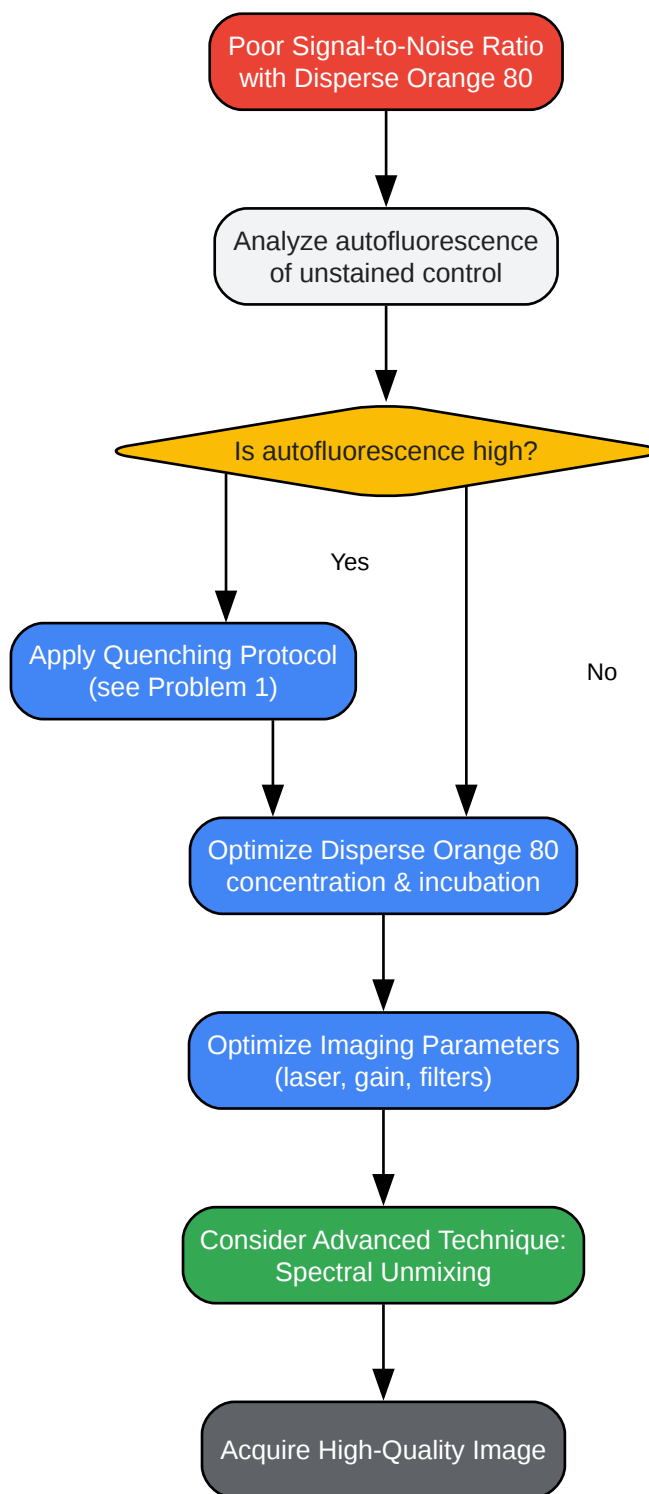 Poor Signal-to-Noise Ratio
with Disperse Orange 80
Analyze autofluorescence
of unstained control
Is autofluorescence high?
Yes
Apply Quenching Protocol
(see Problem 1)
No
Optimize Disperse Orange 80
concentration & incubation
Optimize Imaging Parameters
(laser, gain, filters)
Consider Advanced Technique:
Spectral Unmixing
Acquire High-Quality Image